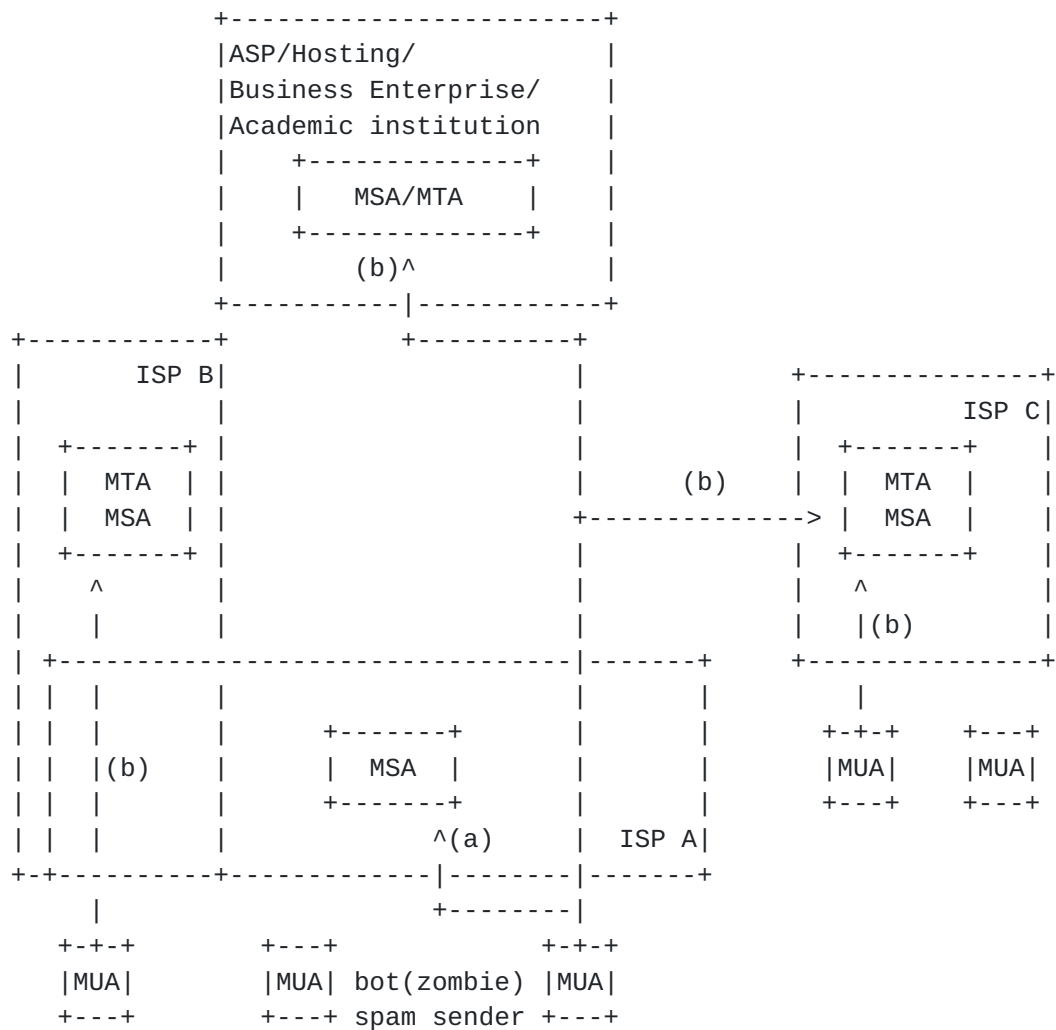 ASP/Hosting/
Business Enterprise/
Academic institution
MSA/MTA
(b)
ISP B
ISP C
MTA MTA
(b)
MSA MSA
(b)
MSA
(b) MUA MUA
(a) ISP A
MUA MUA bot(zombie) MUA
spam sender